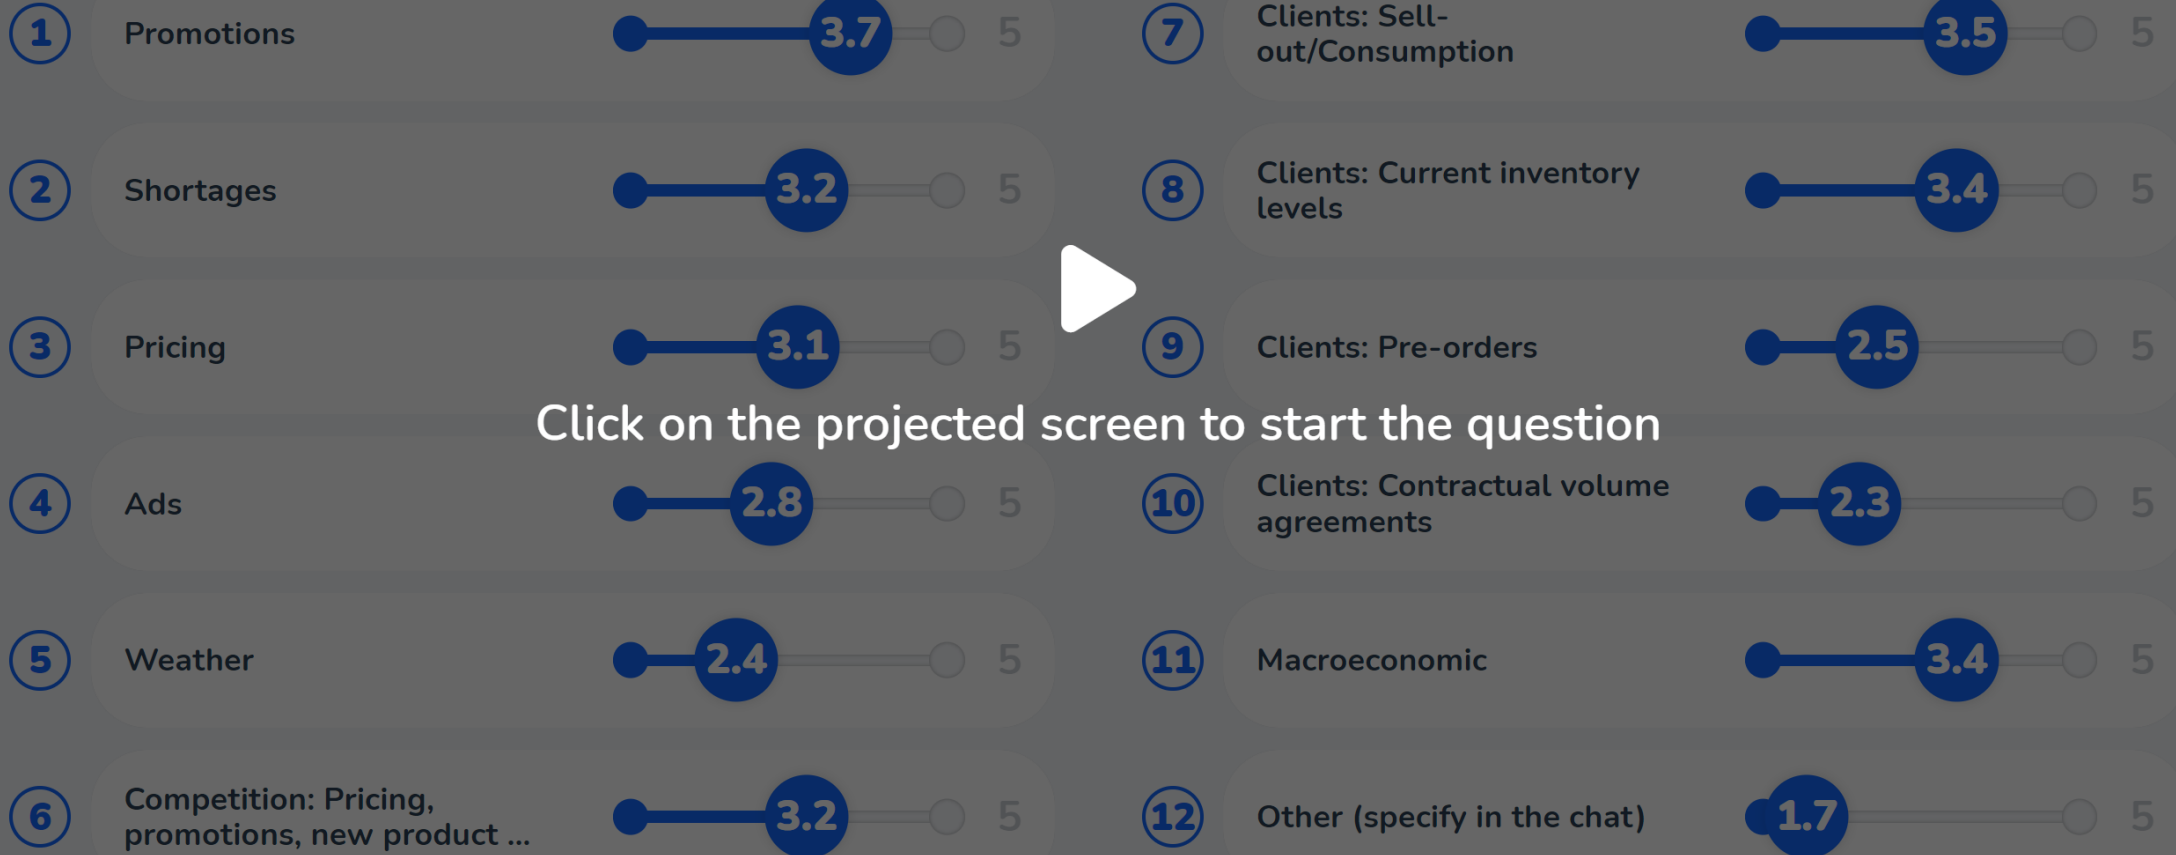 1 Promotions 3.7 5
2 Shortages 3.2 5
3 Pricing 3.1 5
4 Ads 2.8 5
5 Weather 2.4 5
6 Competition: Pricing,
promotions, new product ... 3.2 5
7 Clients: Sell-
out/Consumption 3.5 5
8 Clients: Current inventory
levels 3.4 5
9 Clients: Pre-orders 2.5 5
10 Clients: Contractual volume
agreements 2.3 5
11 Macroeconomic 3.4 5
12 Other (specify in the chat) 1.7 5
Click on the projected screen to start the question